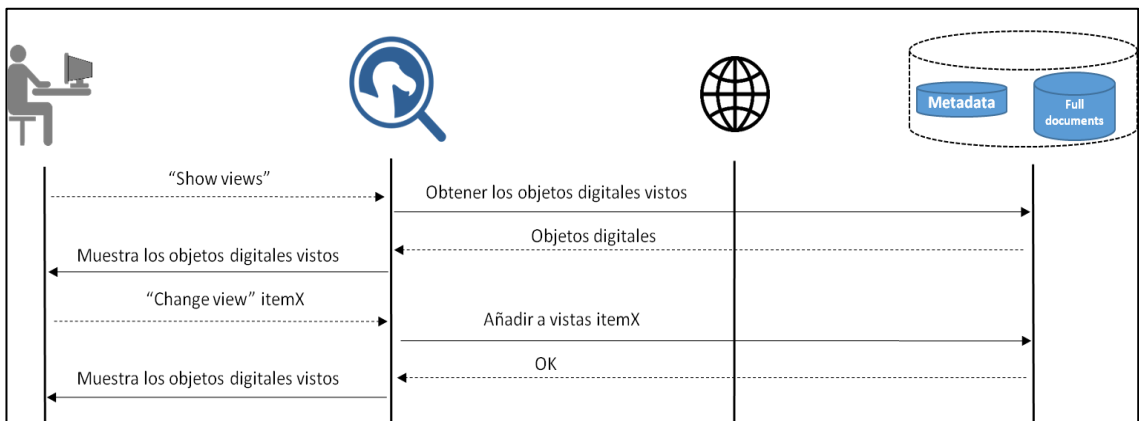 Metadata
Full
documents
“Show views”
Obtener los objetos digitales vistos
Objetos digitales
Muestra los objetos digitales vistos
“Change view” itemX
Añadir a vistas itemX
OK
Muestra los objetos digitales vistos